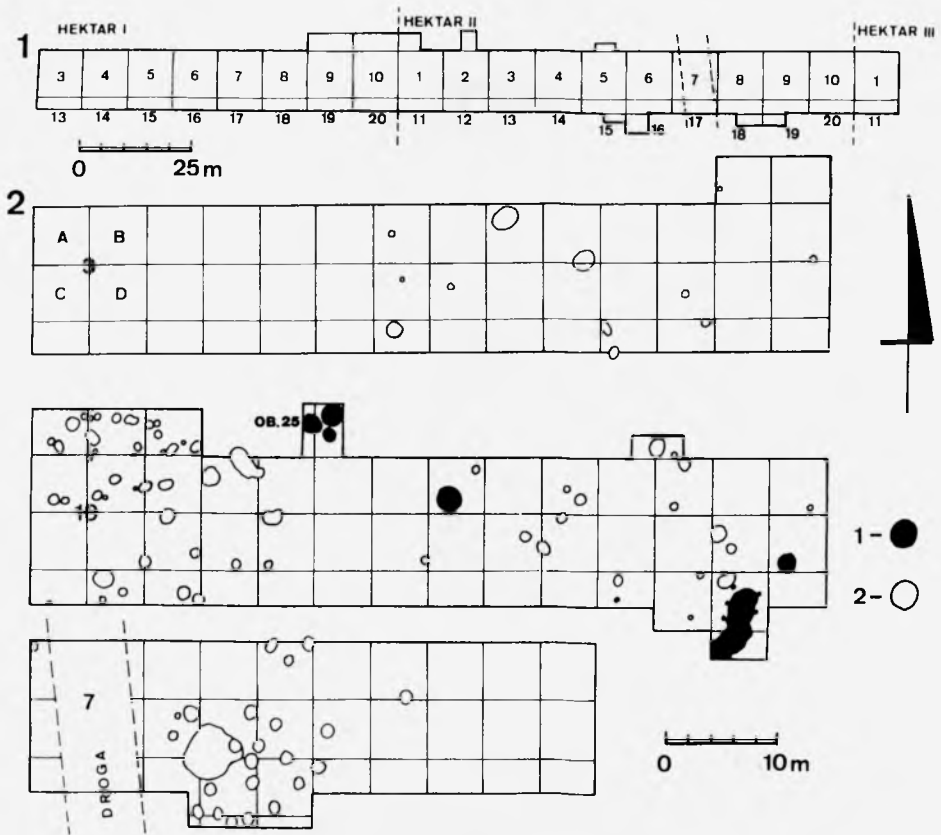 1
HEKTAR I
HEKTAR II
HEKTAR III
3 4 5 6 7 8 9 10 1 2 3 4 5 6 7 8 9 10 1
13 14 15 16 17 18 19 20 11 12 13 14 15 16 17 18 19 20 11
0 25 m
2
A B
3
C D
OB. 25
10
1 –
2 –
7
DROGA
0 10 m